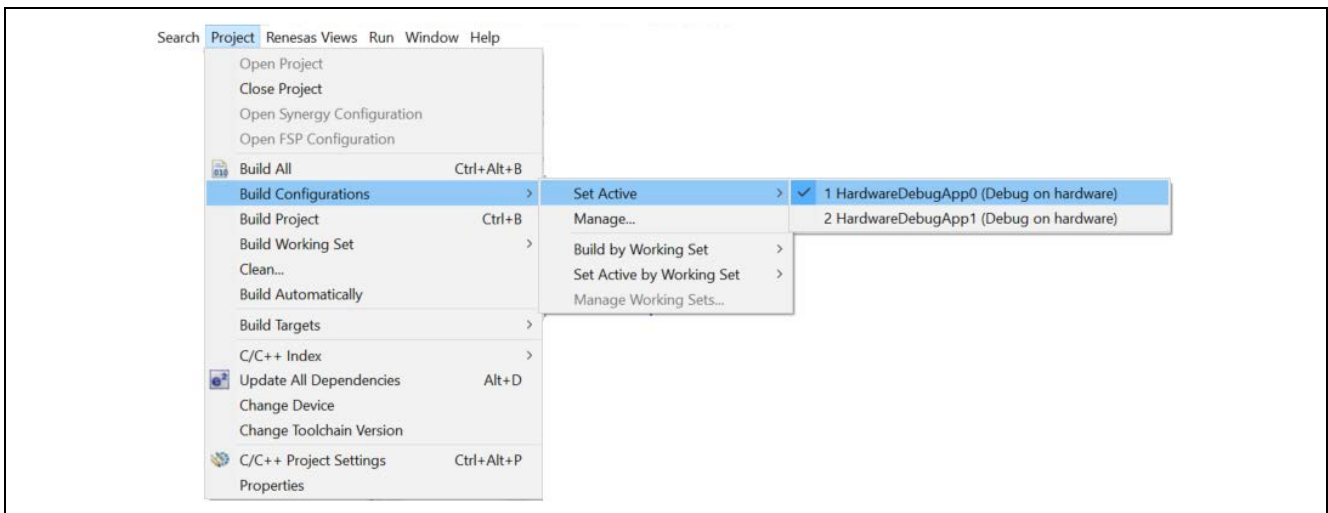 Search Project Renesas Views Run Window Help
Open Project
Close Project
Open Synergy Configuration
Open FSP Configuration
Build All Ctrl+Alt+B
Build Configurations >
Build Project Ctrl+B
Build Working Set >
Clean...
Build Automatically
Build Targets >
C/C++ Index >
Update All Dependencies Alt+D
Change Device
Change Toolchain Version
C/C++ Project Settings Ctrl+Alt+P
Properties
Set Active >
Manage...
Build by Working Set >
Set Active by Working Set >
Manage Working Sets...
1 HardwareDebugApp0 (Debug on hardware)
2 HardwareDebugApp1 (Debug on hardware)
010
e²